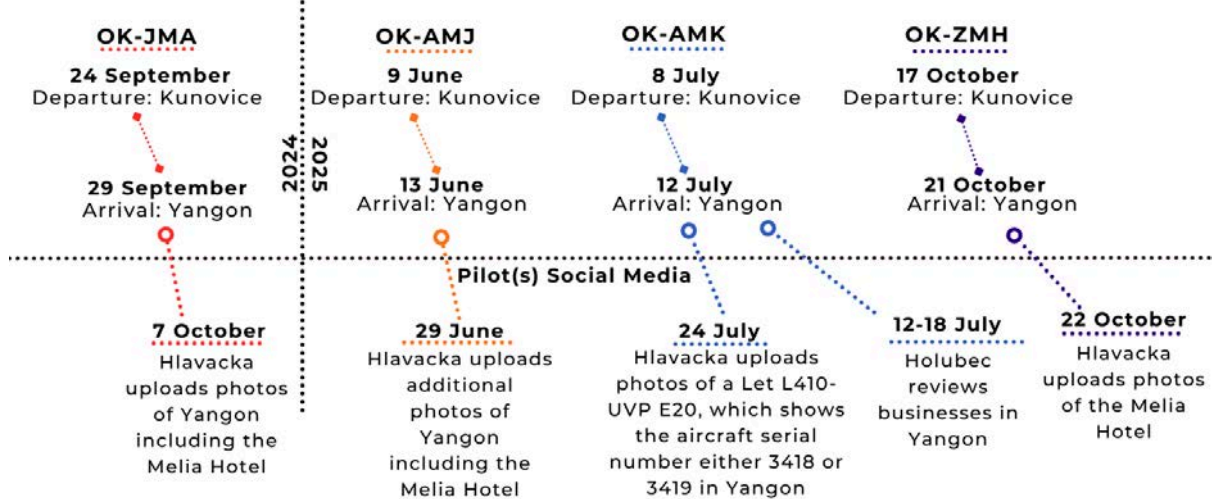 OK-JMA
24 September
Departure: Kunovice
29 September
Arrival: Yangon
2024
2025
OK-AMJ
9 June
Departure: Kunovice
13 June
Arrival: Yangon
OK-AMK
8 July
Departure: Kunovice
12 July
Arrival: Yangon
OK-ZMH
17 October
Departure: Kunovice
21 October
Arrival: Yangon
Pilot(s) Social Media
7 October
Hlavacka
uploads photos
of Yangon
including the
Melia Hotel
29 June
Hlavacka uploads
additional
photos of
Yangon
including the
Melia Hotel
24 July
Hlavacka uploads
photos of a Let L410-
UVP E20, which shows
the aircraft serial
number either 3418 or
3419 in Yangon
12-18 July
Holubec
reviews
businesses in
Yangon
22 October
Hlavacka
uploads photos
of the Melia
Hotel